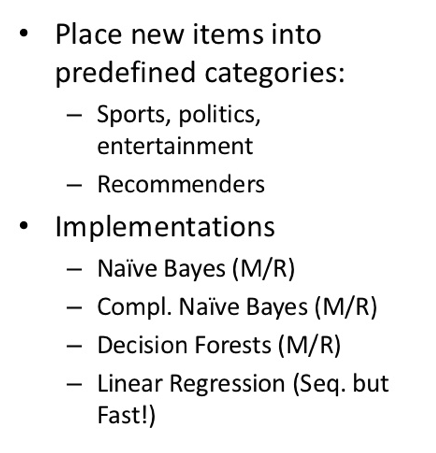 • Place new items into
predefined categories:
– Sports, politics,
entertainment
– Recommenders
• Implementations
– Naïve Bayes (M/R)
– Compl. Naïve Bayes (M/R)
– Decision Forests (M/R)
– Linear Regression (Seq. but
Fast!)